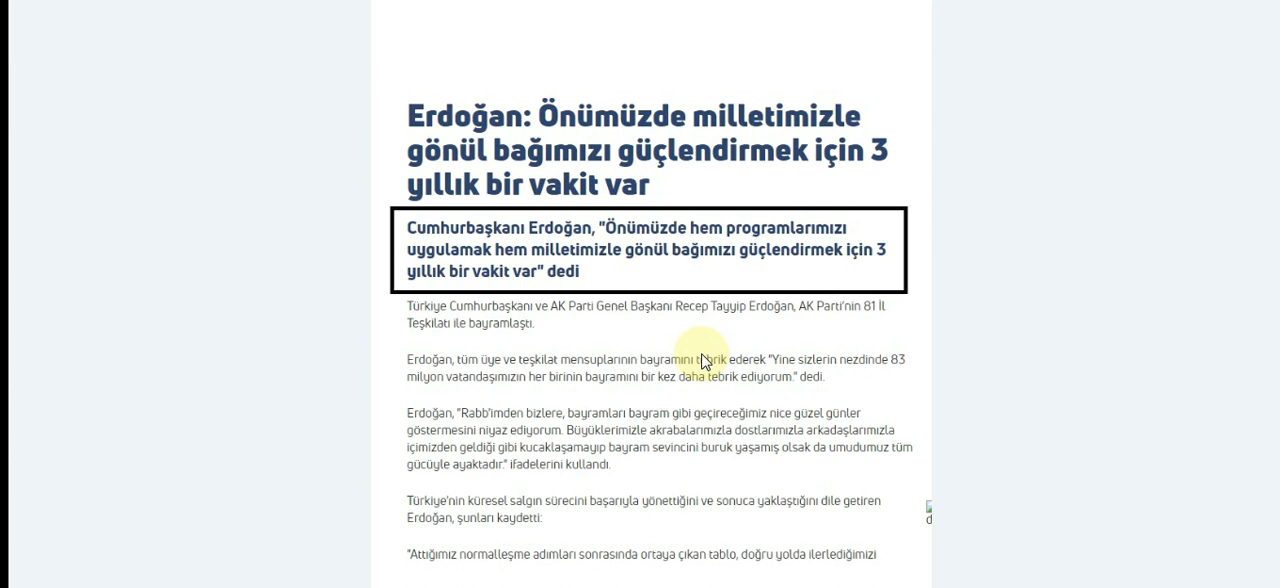 Erdoğan: Önümüzde milletimizle
gönül bağımızı güçlendirmek için 3
yıllık bir vakit var
Cumhurbaşkanı Erdoğan, "Önümüzde hem programlarımızı
uygulamak hem milletimizle gönül bağımızı güçlendirmek için 3
yıllık bir vakit var" dedi
Türkiye Cumhurbaşkanı ve AK Parti Genel Başkanı Recep Tayyip Erdoğan, AK Parti'nin 81 İl
Teşkilatı ile bayramlaştı.
Erdoğan, tüm üye ve teşkilat mensuplarının bayramını tebrik ederek "Yine sizlerin nezdinde 83
milyon vatandaşımızın her birinin bayramını bir kez daha tebrik ediyorum." dedi.
Erdoğan, "Rabb'imden bizlere, bayramları bayram gibi geçireceğimiz nice güzel günler
göstermesini niyaz ediyorum. Büyüklerimizle akrabalarımızla dostlarımızla arkadaşlarımızla
içimizden geldiği gibi kucaklaşamayıp bayram sevincini buruk yaşamış olsak da umudumuz tüm
gücüyle ayaktadır." ifadelerini kullandı.
Türkiye'nin küresel salgın sürecini başarıyla yönettiğini ve sonuca yaklaştığını dile getiren
Erdoğan, şunları kaydetti:
"Attığımız normalleşme adımları sonrasında ortaya çıkan tablo, doğru yolda ilerlediğimizi